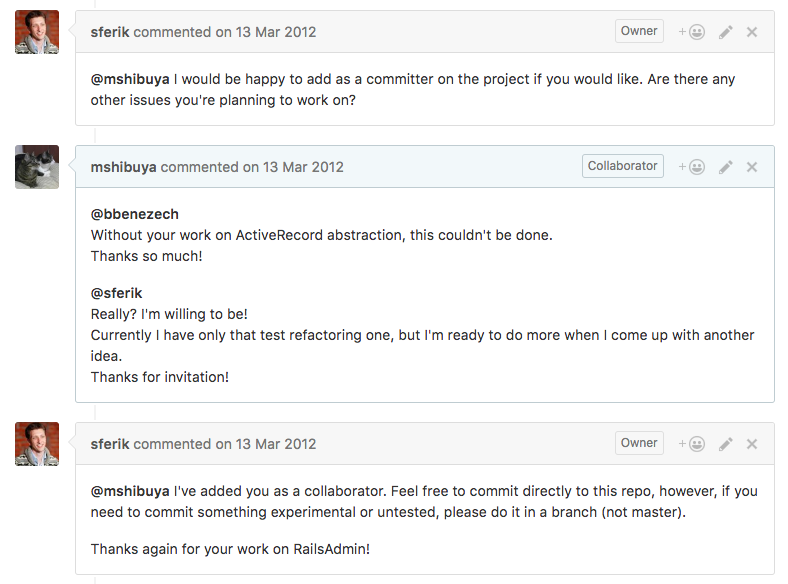 sferik commented on 13 Mar 2012 Owner
@mshibuya I would be happy to add as a committer on the project if you would like. Are there any
other issues you're planning to work on?
mshibuya commented on 13 Mar 2012 Collaborator
@bbenezech
Without your work on ActiveRecord abstraction, this couldn't be done.
Thanks so much!
@sferik
Really? I'm willing to be!
Currently I have only that test refactoring one, but I'm ready to do more when I come up with another
idea.
Thanks for invitation!
sferik commented on 13 Mar 2012 Owner
@mshibuya I've added you as a collaborator. Feel free to commit directly to this repo, however, if you
need to commit something experimental or untested, please do it in a branch (not master).
Thanks again for your work on RailsAdmin!